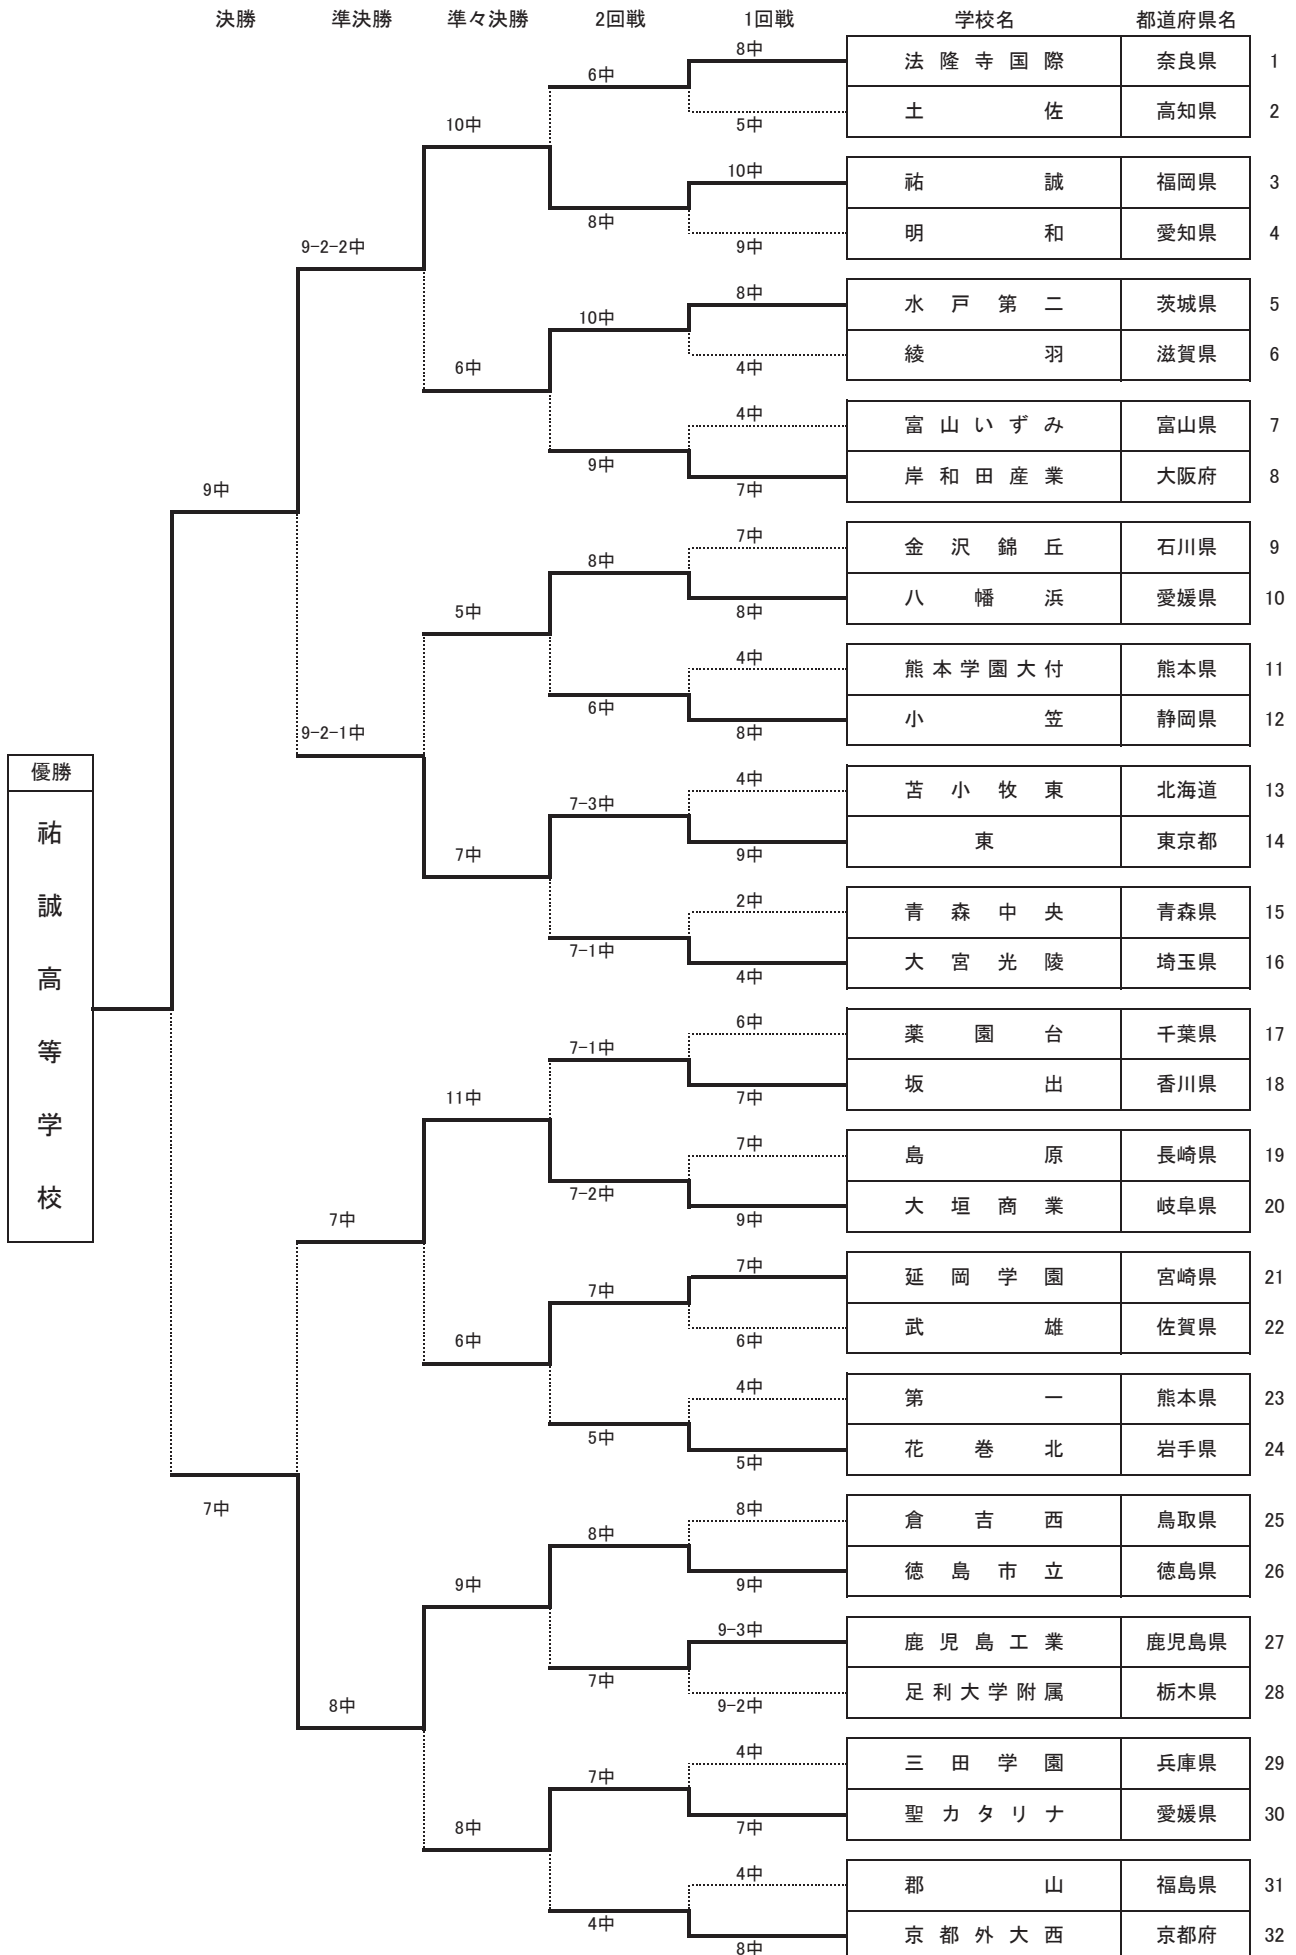 決勝 準決勝 準々決勝 2回戦 1回戦 学校名 都道府県名
8中
法隆寺国際 奈良県 1
6中
土佐 高知県 2
5中
10中
10中
祐誠 福岡県 3
8中
明和 愛知県 4
9中
9-2-2中
8中
水戸第二 茨城県 5
10中
綾羽 滋賀県 6
4中
6中
4中
富山いずみ 富山県 7
9中
岸和田産業 大阪府 8
7中
9中
7中
金沢錦丘 石川県 9
8中
八幡浜 愛媛県 10
8中
5中
4中
熊本学園大付 熊本県 11
6中
小笠 静岡県 12
8中
9-2-1中
4中
苫小牧東 北海道 13
7-3中
東 東京都 14
9中
7中
2中
青森中央 青森県 15
7-1中
大宮光陵 埼玉県 16
4中
優勝
祐誠高等学校
6中
薬園台 千葉県 17
7-1中
坂出 香川県 18
7中
11中
7中
島原 長崎県 19
7-2中
大垣商業 岐阜県 20
9中
7中
7中
延岡学園 宮崎県 21
7中
武雄 佐賀県 22
6中
6中
4中
第一 熊本県 23
5中
花巻北 岩手県 24
5中
7中
8中
倉吉西 鳥取県 25
8中
徳島市立 徳島県 26
9中
9中
9-3中
鹿児島工業 鹿児島県 27
7中
足利大学附属 栃木県 28
9-2中
8中
4中
三田学園 兵庫県 29
7中
聖カタリナ 愛媛県 30
7中
8中
4中
郡山 福島県 31
4中
京都外大西 京都府 32
8中